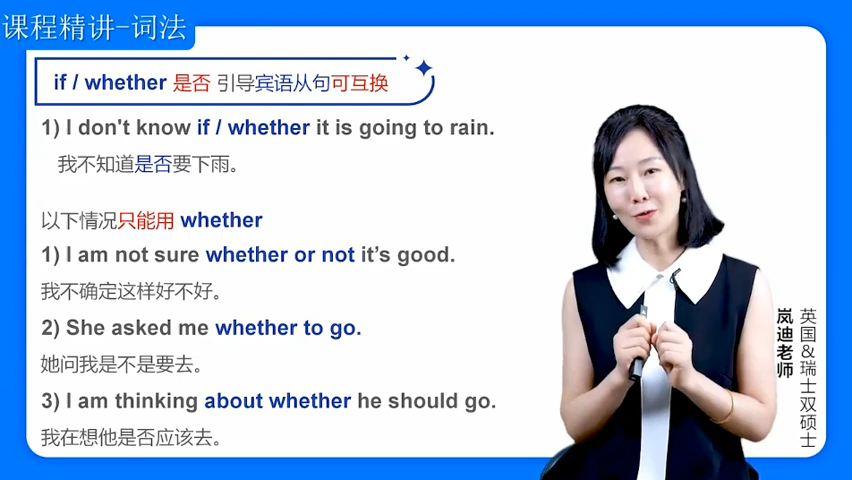 课程精讲-词法
if / whether 是否 引导宾语从句可互换
1) I don't know if / whether it is going to rain.
我不知道是否要下雨。
以下情况只能用 whether
1) I am not sure whether or not it’s good.
我不确定这样好不好。
2) She asked me whether to go.
她问我是不是要去。
3) I am thinking about whether he should go.
我在想他是否应该去。
英国&瑞士双硕士
岚迪老师